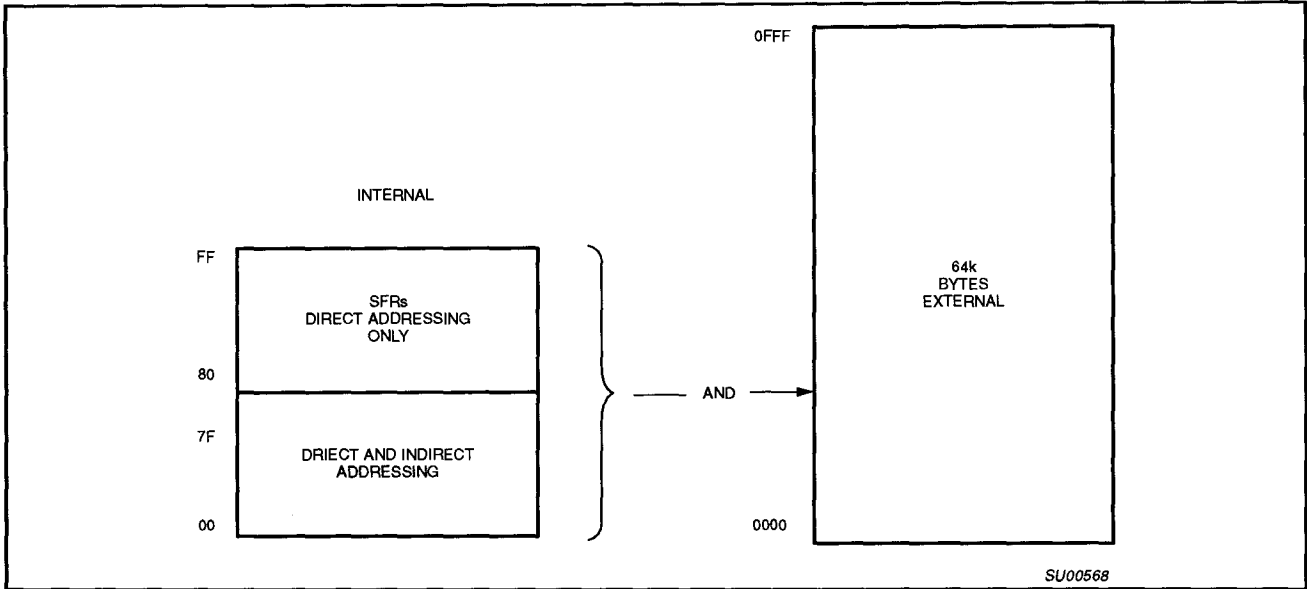 0FFF
INTERNAL
FF
SFRs
DIRECT ADDRESSING
ONLY
80
7F
DRIECT AND INDIRECT
ADDRESSING
00
AND
64k
BYTES
EXTERNAL
0000
SU00568